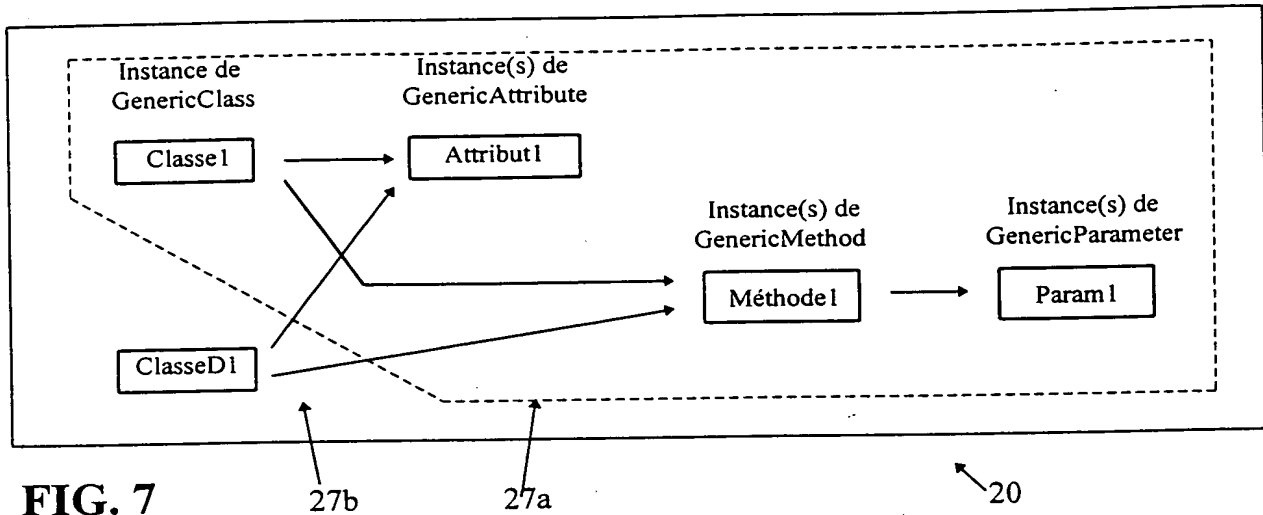 Instance de
GenericClass
Instance(s) de
GenericAttribute
Classe1
Attribut1
Instance(s) de
GenericMethod
Instance(s) de
GenericParameter
Méthode1
Param1
ClasseD1
FIG. 7
27b
27a
20